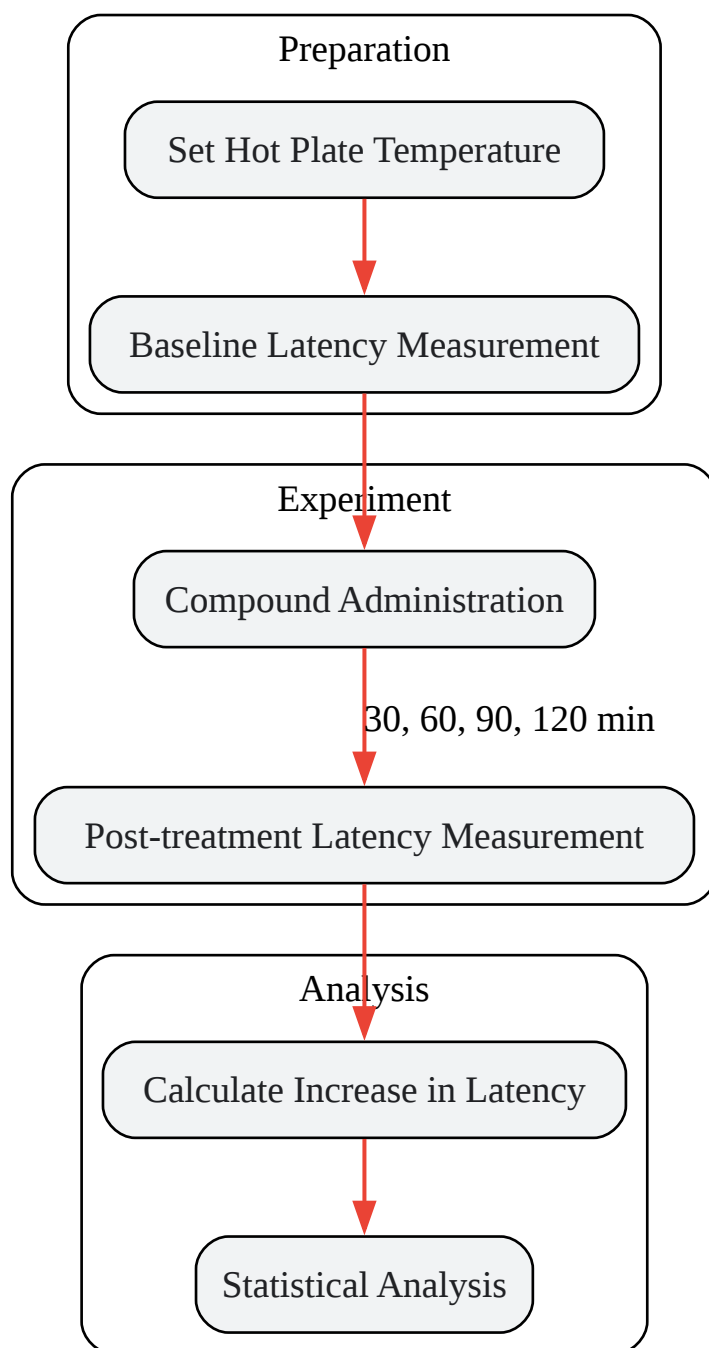 Preparation
Set Hot Plate Temperature
Baseline Latency Measurement
Experiment
Compound Administration
30, 60, 90, 120 min
Post-treatment Latency Measurement
Analysis
Calculate Increase in Latency
Statistical Analysis